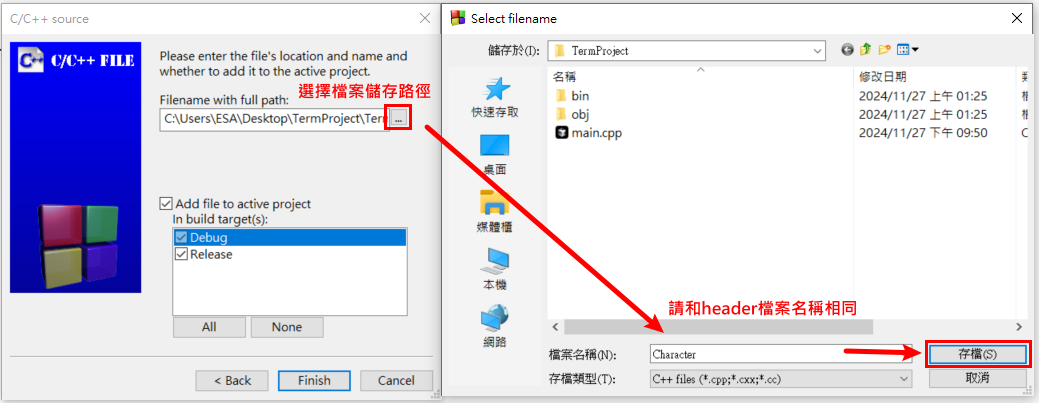 C/C++ source
C/C++ FILE
Please enter the file's location and name and
whether to add it to the active project.
選擇檔案儲存路徑
Filename with full path:
C:\Users\ESA\Desktop\TermProject\Term
...
Add file to active project
In build target(s):
Debug
Release
All
None
< Back
Finish
Cancel
Select filename
儲存於(I):
TermProject
快速存取
桌面
媒體櫃
本機
網路
名稱
修改日期
bin
2024/11/27 上午 01:25
obj
2024/11/27 上午 01:25
main.cpp
2024/11/27 下午 09:50
請和header檔案名稱相同
檔案名稱(N):
Character
存檔(S)
存檔類型(T):
C++ files (*.cpp;*.cxx;*.cc)
取消